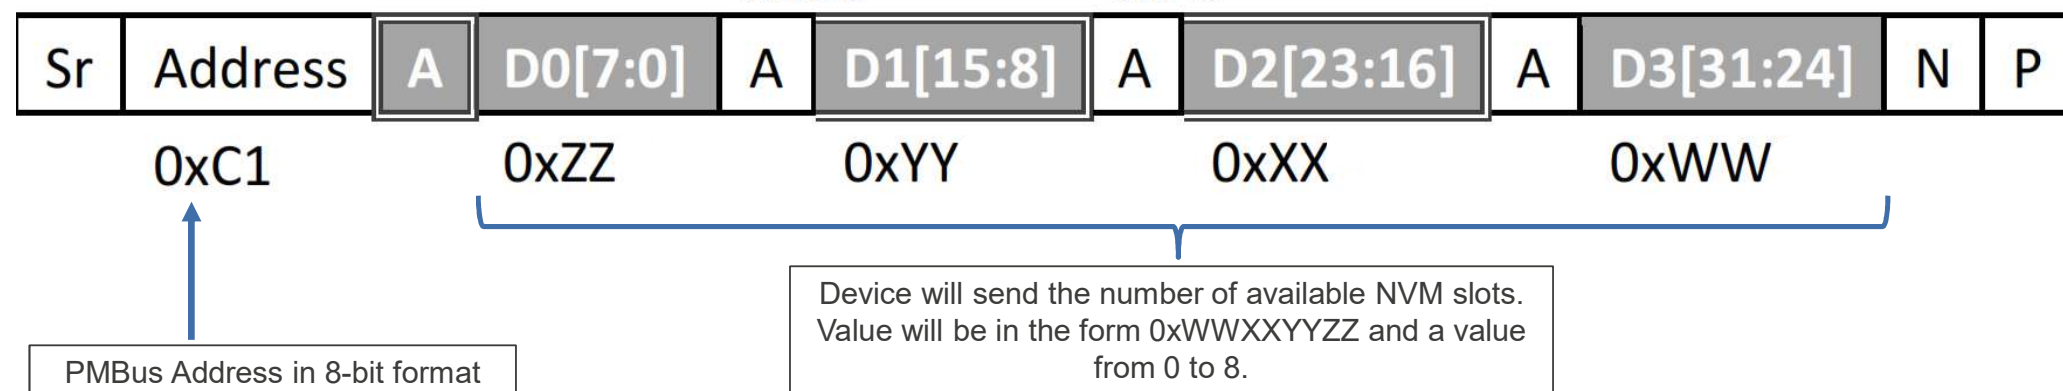 Sr Address A D0[7:0] A D1[15:8] A D2[23:16] A D3[31:24] N P
0xC1 0xZZ 0xYY 0xXX 0xWW
Device will send the number of available NVM slots.
Value will be in the form 0xWWXXYYZZ and a value
from 0 to 8.
PMBus Address in 8-bit format